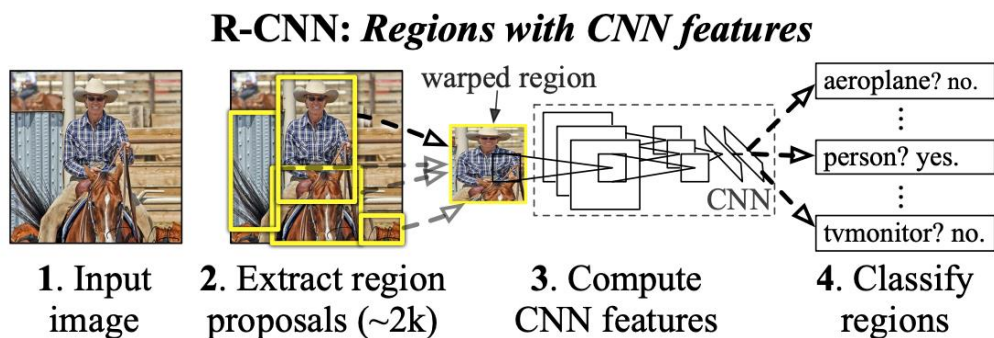 R-CNN: Regions with CNN features
warped region
aeroplane? no.
⋮
person? yes.
⋮
tvmonitor? no.
CNN
1. Input
image
2. Extract region
proposals (~2k)
3. Compute
CNN features
4. Classify
regions